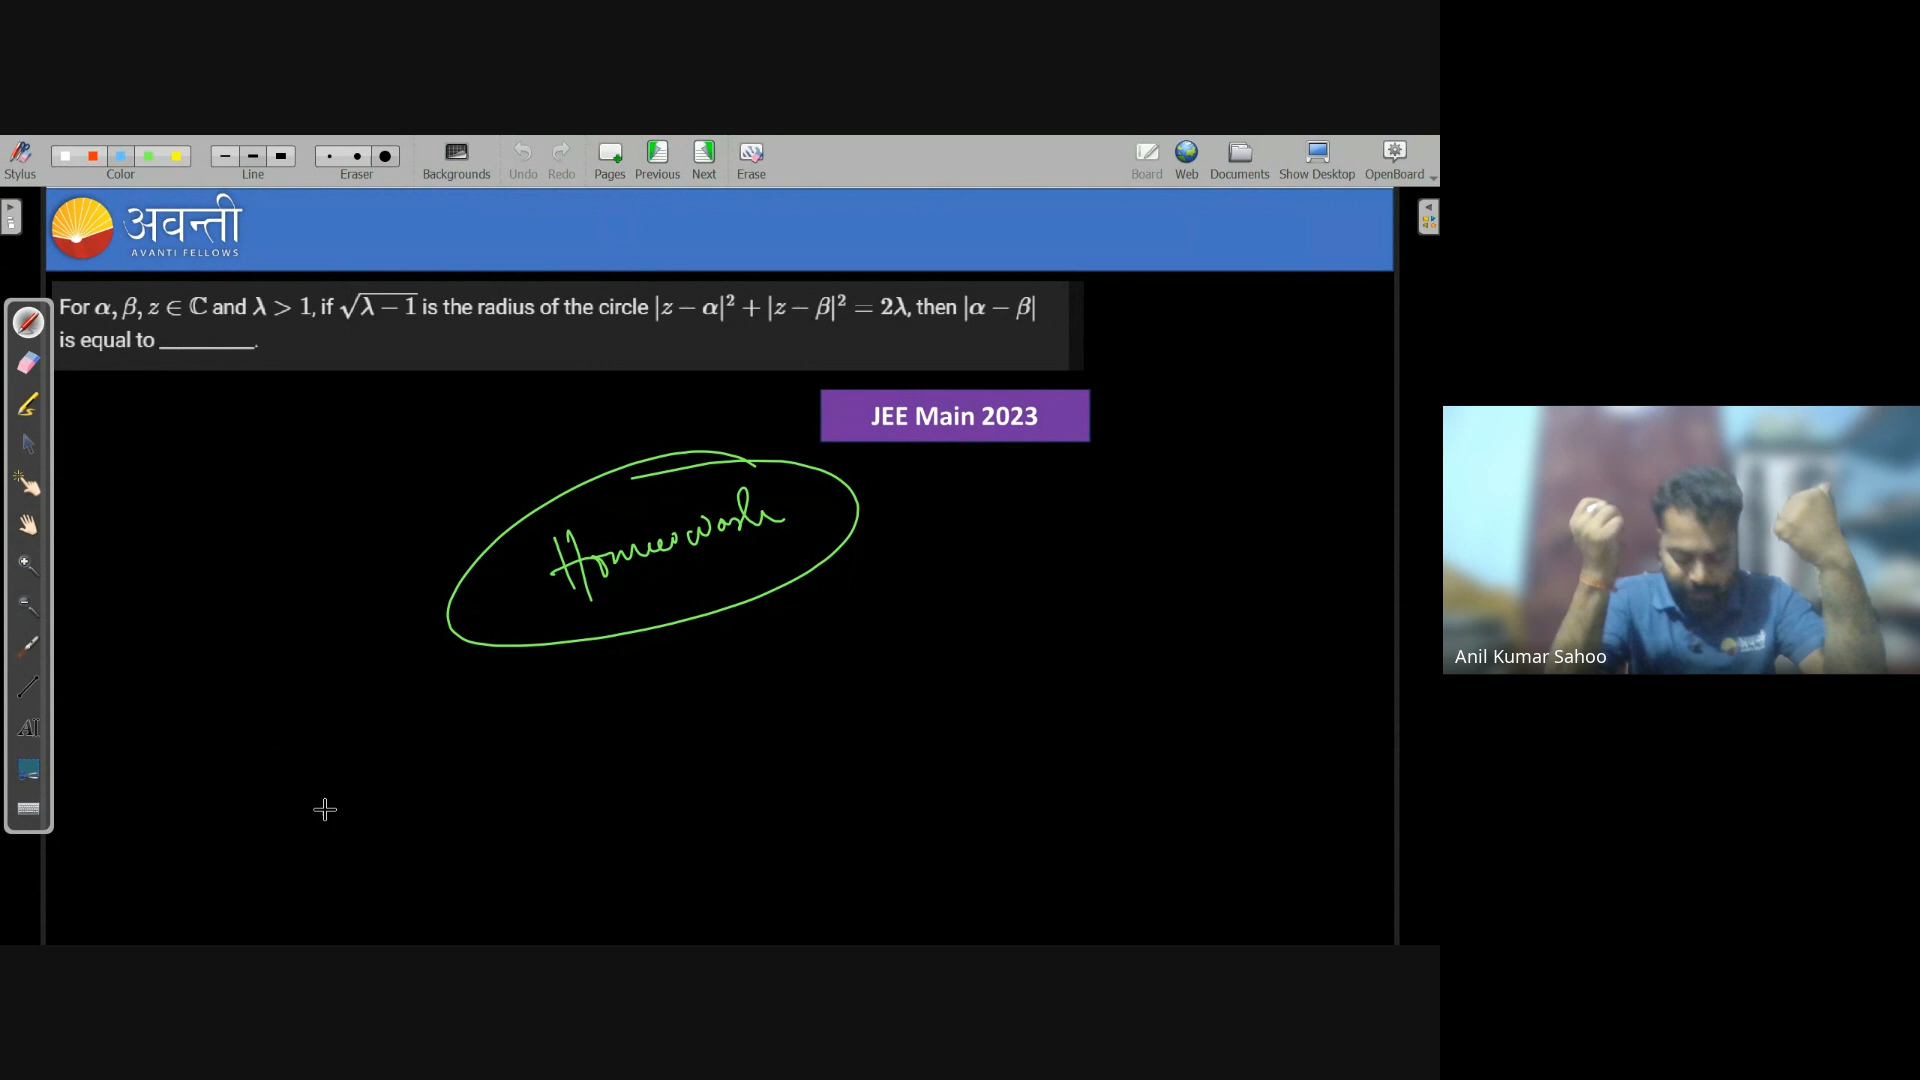 Stylus
Color
Line
Eraser
Backgrounds
Undo
Redo
Pages
Previous
Next
Erase
Board
Web
Documents
Show Desktop
OpenBoard
अवन्ती
AVANTI FELLOWS
For α, β, z ∈ ℂ and λ > 1, if √(λ − 1) is the radius of the circle |z − α|² + |z − β|² = 2λ, then |α − β|
is equal to _________.
JEE Main 2023
AI
Anil Kumar Sahoo